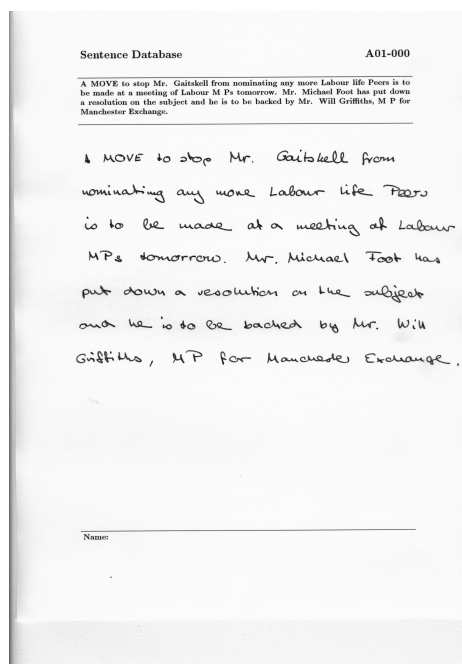 Sentence Database A01-000
A MOVE to stop Mr. Gaitskell from nominating any more Labour life Peers is to
be made at a meeting of Labour M Ps tomorrow. Mr. Michael Foot has put down
a resolution on the subject and he is to be backed by Mr. Will Griffiths, M P for
Manchester Exchange.
A MOVE to stop Mr. Gaitskell from
nominating any more Labour life Peers
is to be made at a meeting of Labour
MPs tomorrow. Mr. Michael Foot has
put down a resolution on the subject
and he is to be backed by Mr. Will
Griffiths, MP for Manchester Exchange.
Name: